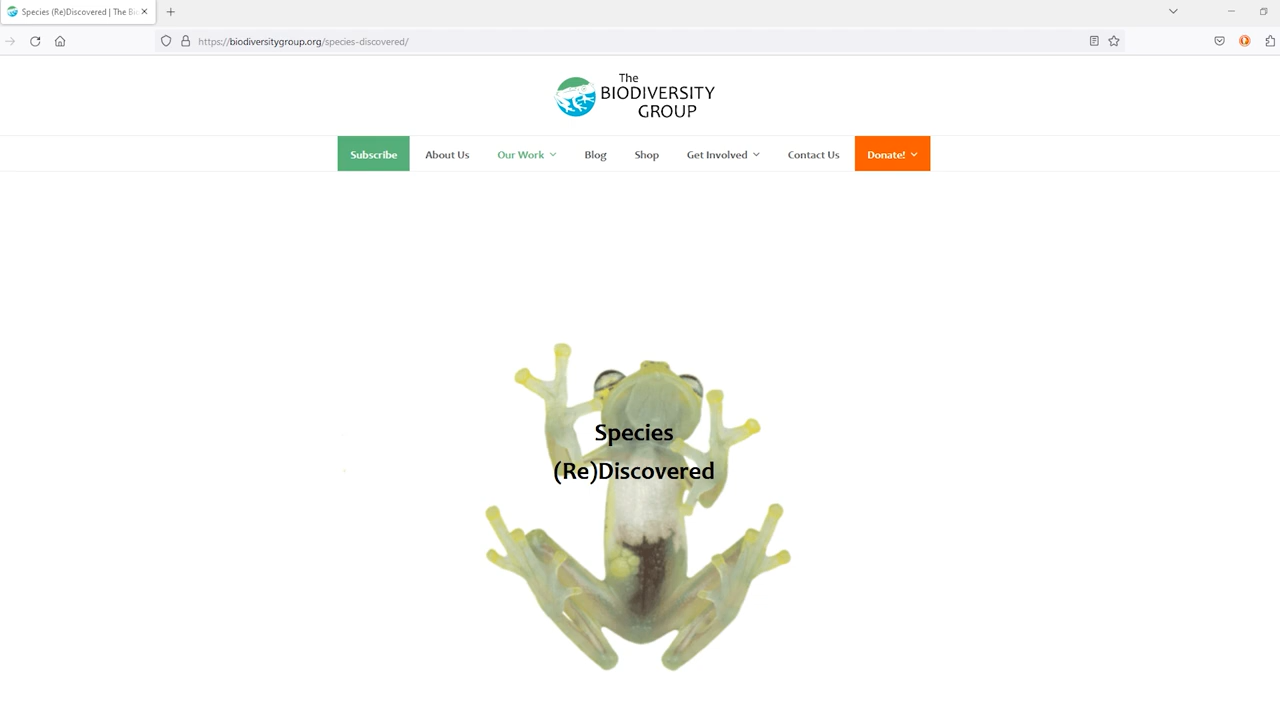 Species (Re)Discovered | The Bi
https://biodiversitygroup.org/species-discovered/
The
BIODIVERSITY
GROUP
Subscribe About Us Our Work Blog Shop Get Involved Contact Us Donate!
Species
(Re)Discovered